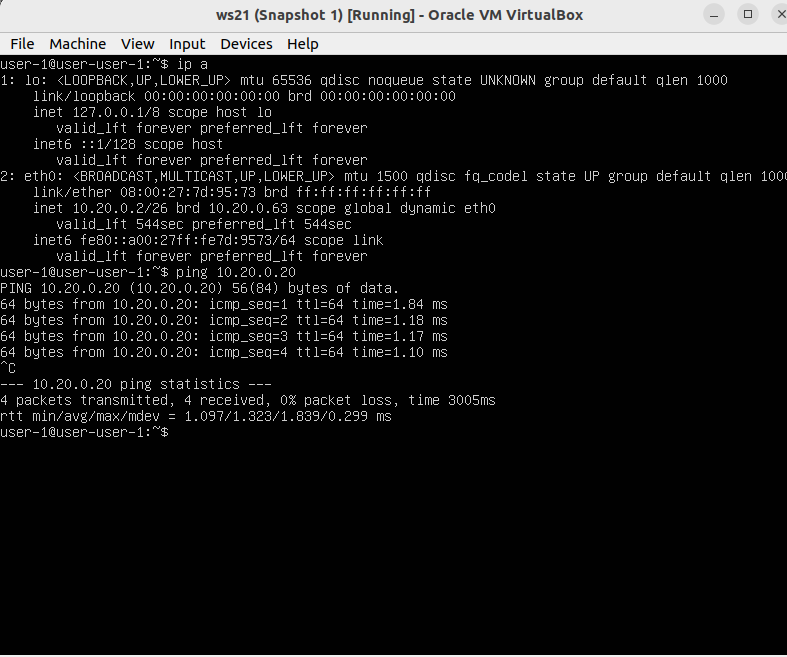 ws21 (Snapshot 1) [Running] - Oracle VM VirtualBox
File Machine View Input Devices Help
user-1@user-user-1:~$ ip a
1: lo: <LOOPBACK,UP,LOWER_UP> mtu 65536 qdisc noqueue state UNKNOWN group default qlen 1000
    link/loopback 00:00:00:00:00:00 brd 00:00:00:00:00:00
    inet 127.0.0.1/8 scope host lo
       valid_lft forever preferred_lft forever
    inet6 ::1/128 scope host
       valid_lft forever preferred_lft forever
2: eth0: <BROADCAST,MULTICAST,UP,LOWER_UP> mtu 1500 qdisc fq_codel state UP group default qlen 1000
    link/ether 08:00:27:7d:95:73 brd ff:ff:ff:ff:ff:ff
    inet 10.20.0.2/26 brd 10.20.0.63 scope global dynamic eth0
       valid_lft 544sec preferred_lft 544sec
    inet6 fe80::a00:27ff:fe7d:9573/64 scope link
       valid_lft forever preferred_lft forever
user-1@user-user-1:~$ ping 10.20.0.20
PING 10.20.0.20 (10.20.0.20) 56(84) bytes of data.
64 bytes from 10.20.0.20: icmp_seq=1 ttl=64 time=1.84 ms
64 bytes from 10.20.0.20: icmp_seq=2 ttl=64 time=1.18 ms
64 bytes from 10.20.0.20: icmp_seq=3 ttl=64 time=1.17 ms
64 bytes from 10.20.0.20: icmp_seq=4 ttl=64 time=1.10 ms
^C
--- 10.20.0.20 ping statistics ---
4 packets transmitted, 4 received, 0% packet loss, time 3005ms
rtt min/avg/max/mdev = 1.097/1.323/1.839/0.299 ms
user-1@user-user-1:~$